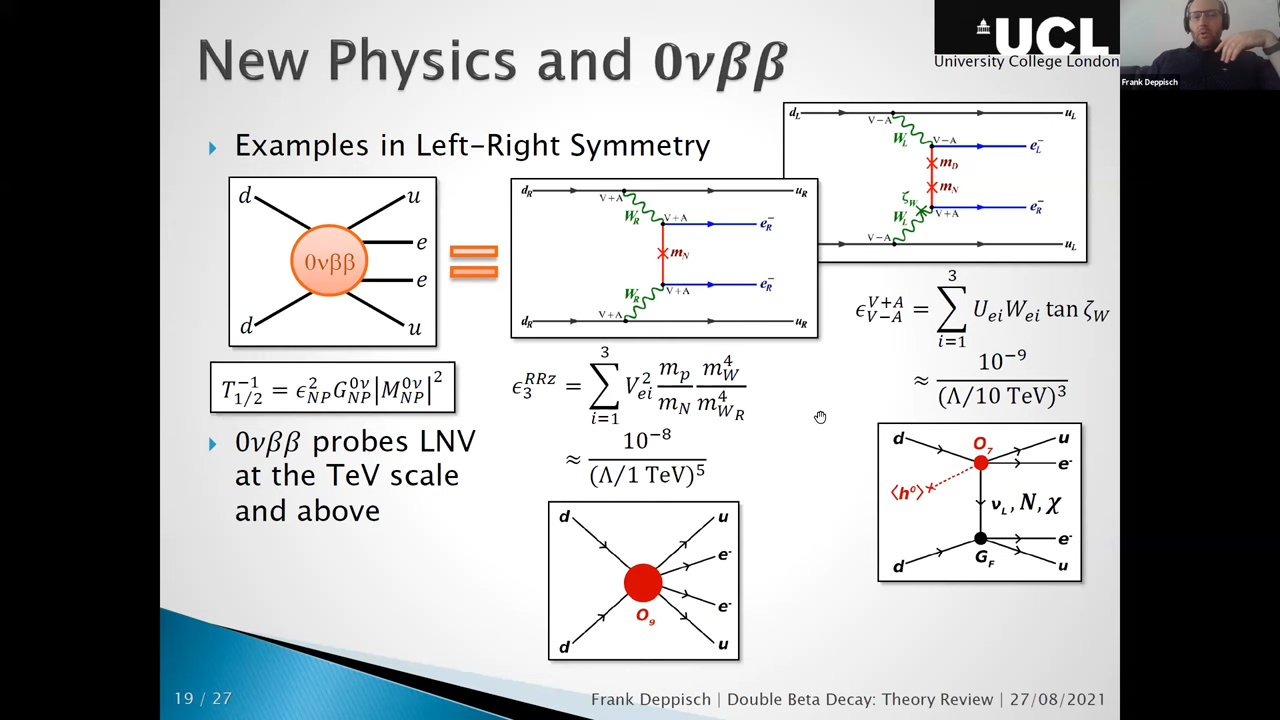 New Physics and 0νββ
UCL
University College London
Frank Deppisch
Examples in Left-Right Symmetry
d
u
e
0νββ
e
d
u
d_R
V+A
u_R
W_R
V+A
e_R^-
m_N
W_R
V+A
e_R^-
V+A
d_R
u_R
d_L
V−A
u_L
W_L
V−A
e_L^-
m_D
m_N
ζ_W
W_L
V+A
e_R^-
V−A
u_L
T_{1/2}^{-1} = ϵ_{NP}^2 G_{NP}^{0ν} |M_{NP}^{0ν}|^2
ϵ_3^{RRz} = ∑_{i=1}^{3} V_{ei}^2 \frac{m_p}{m_N} \frac{m_W^4}{m_{W_R}^4}
≈ \frac{10^{-8}}{(Λ/1 TeV)^5}
ϵ_{V−A}^{V+A} = ∑_{i=1}^{3} U_{ei} W_{ei} tan ζ_W
≈ \frac{10^{-9}}{(Λ/10 TeV)^3}
0νββ probes LNV
at the TeV scale
and above
d
u
e-
O_9
e-
d
u
d
O_7
u
e-
⟨h^0⟩
ν_L, N, χ
e-
G_F
d
u
19 / 27
Frank Deppisch | Double Beta Decay: Theory Review | 27/08/2021